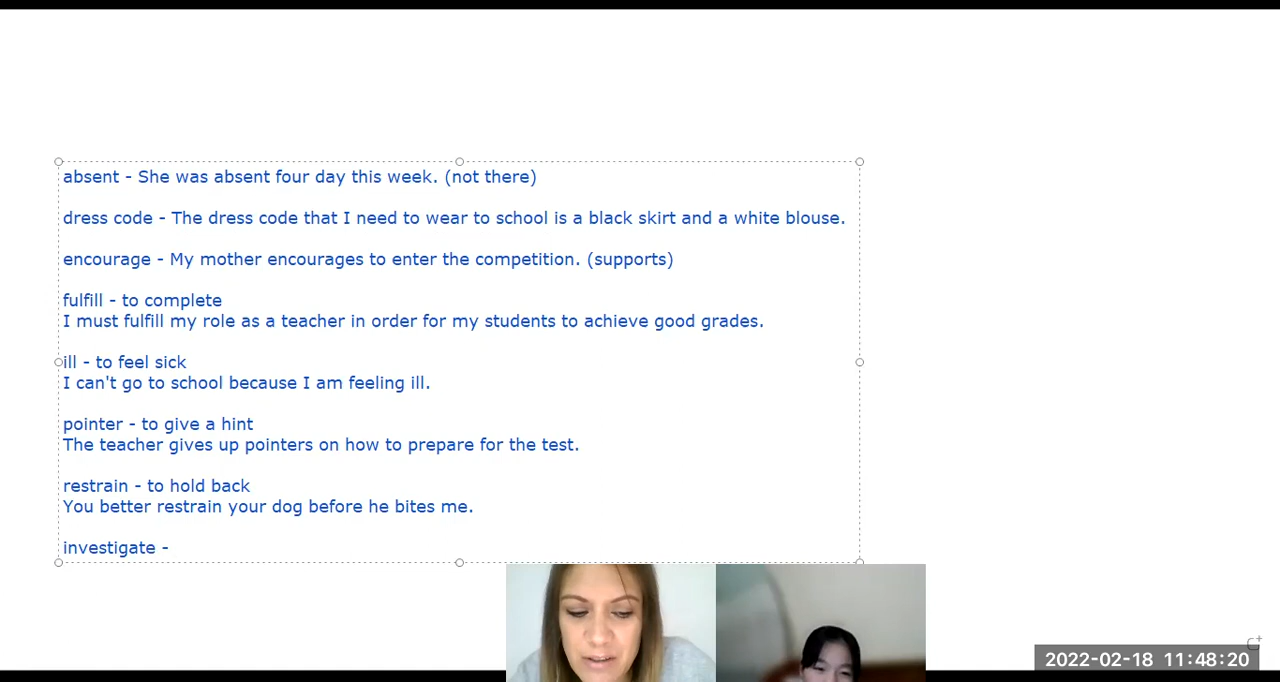 absent - She was absent four day this week. (not there)
dress code - The dress code that I need to wear to school is a black skirt and a white blouse.
encourage - My mother encourages to enter the competition. (supports)
fulfill - to complete
I must fulfill my role as a teacher in order for my students to achieve good grades.
ill - to feel sick
I can't go to school because I am feeling ill.
pointer - to give a hint
The teacher gives up pointers on how to prepare for the test.
restrain - to hold back
You better restrain your dog before he bites me.
investigate -
2022-02-18 11:48:20